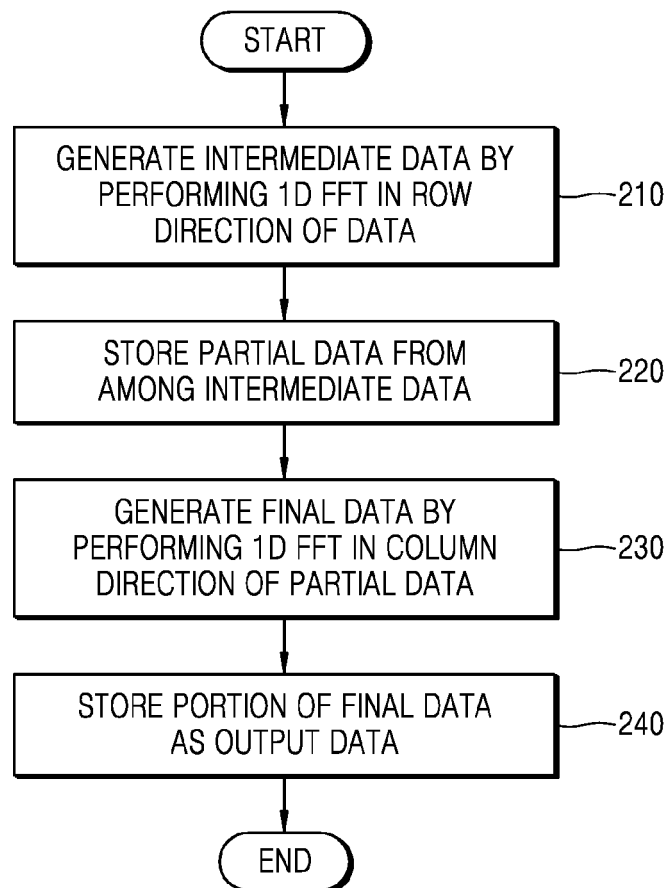 START
GENERATE INTERMEDIATE DATA BY
PERFORMING 1D FFT IN ROW
DIRECTION OF DATA
210
STORE PARTIAL DATA FROM
AMONG INTERMEDIATE DATA
220
GENERATE FINAL DATA BY
PERFORMING 1D FFT IN COLUMN
DIRECTION OF PARTIAL DATA
230
STORE PORTION OF FINAL DATA
AS OUTPUT DATA
240
END